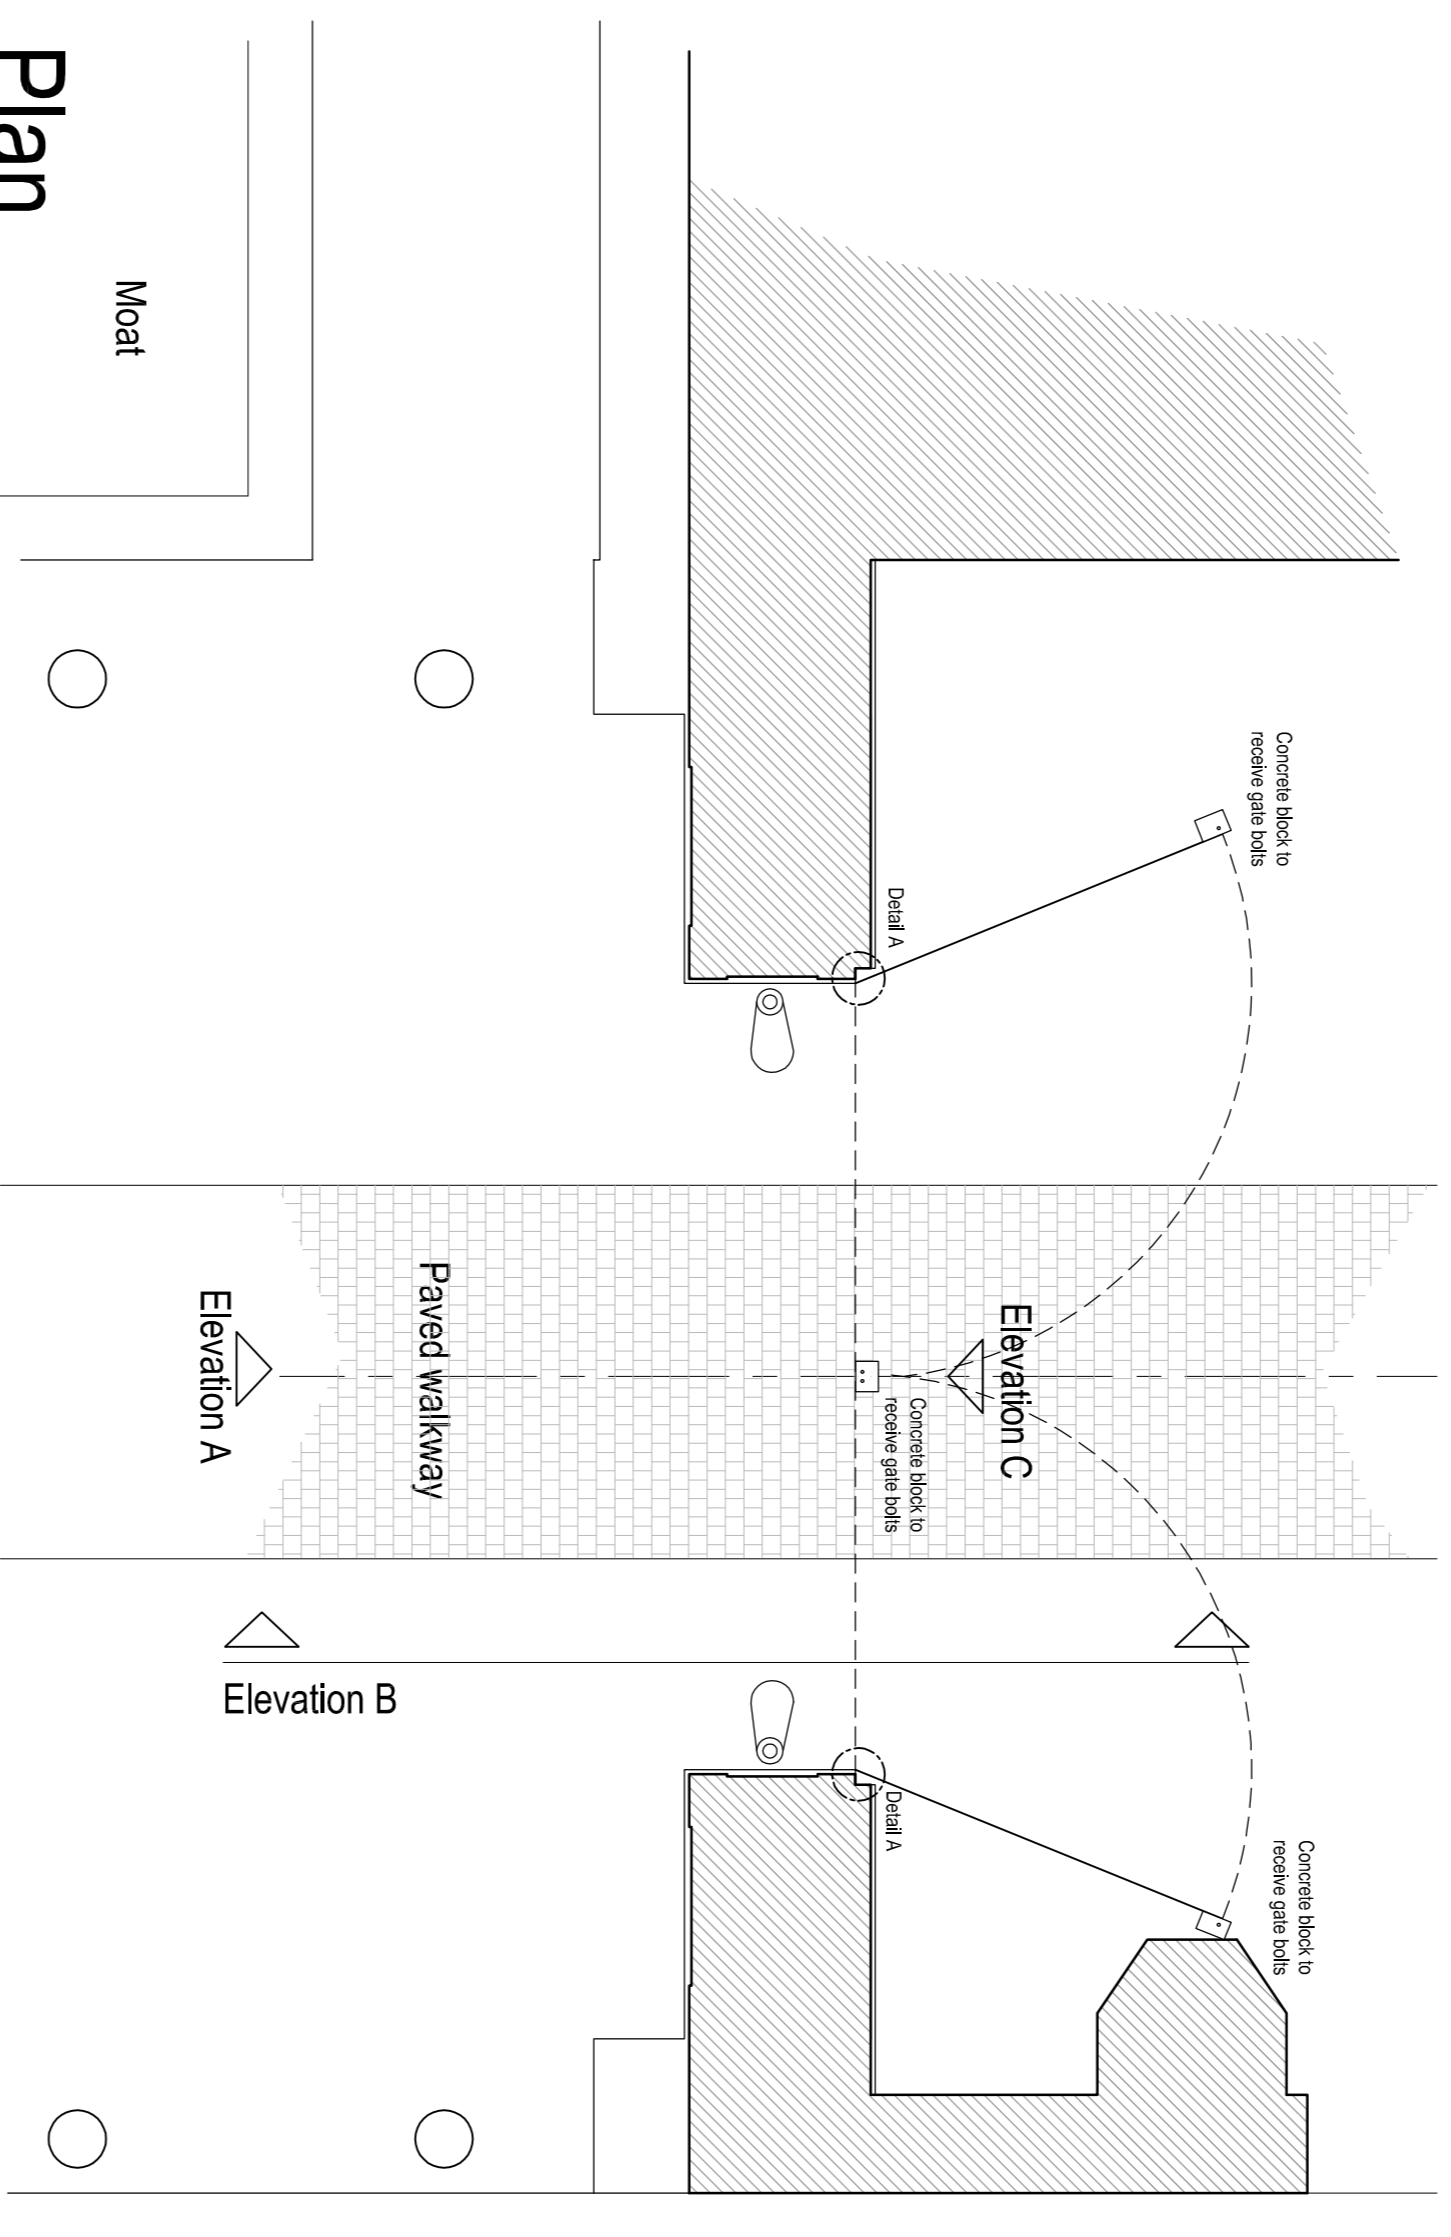 Plan
Moat
Concrete block to
receive gate bolts
Detail A
Elevation A
Paved walkway
Elevation C
Concrete block to
receive gate bolts
Elevation B
Detail A
Concrete block to
receive gate bolts